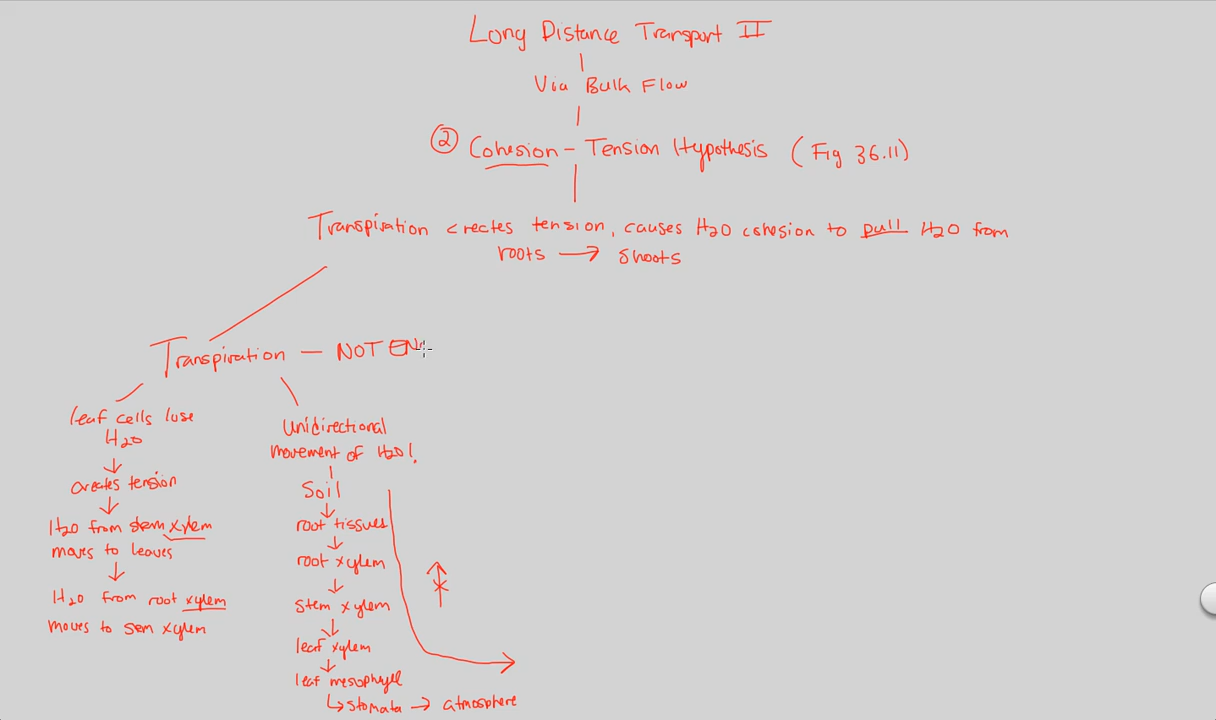 Long Distance Transport II
Via Bulk Flow
② Cohesion - Tension Hypothesis (Fig 36.11)
Transpiration creates tension, causes H2O cohesion to pull H2O from
roots → shoots
Transpiration — NOT EN
leaf cells lose
H2O
↓
creates tension
↓
H2O from stem xylem
moves to leaves
↓
H2O from root xylem
moves to sem xylem
Unidirectional
movement of H2O!
Soil
↓
root tissues
↓
root xylem
↓
stem xylem
↓
leaf xylem
↓
leaf mesophyll
↳ stomata → atmosphere